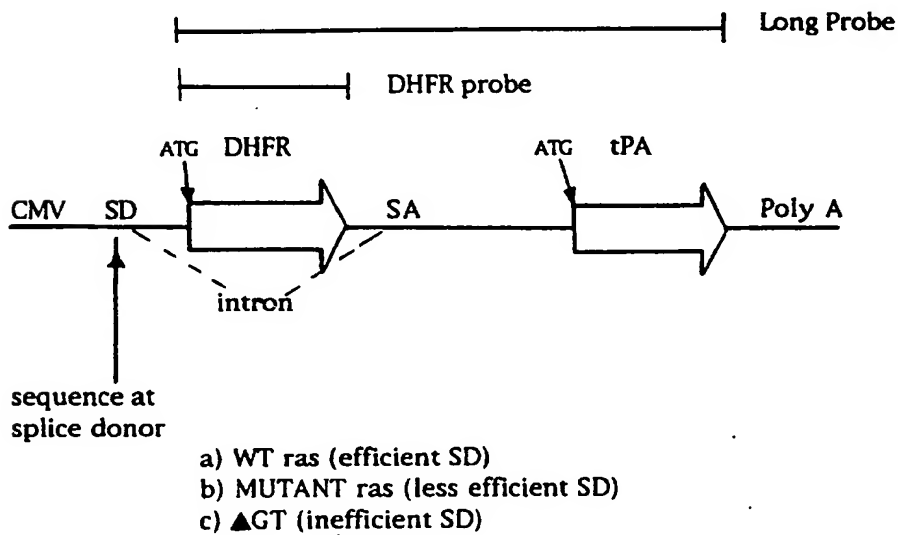 Long Probe
DHFR probe
ATG DHFR ATG tPA
CMV SD SA Poly A
intron
sequence at
splice donor
a) WT ras (efficient SD)
b) MUTANT ras (less efficient SD)
c) ▲GT (inefficient SD)